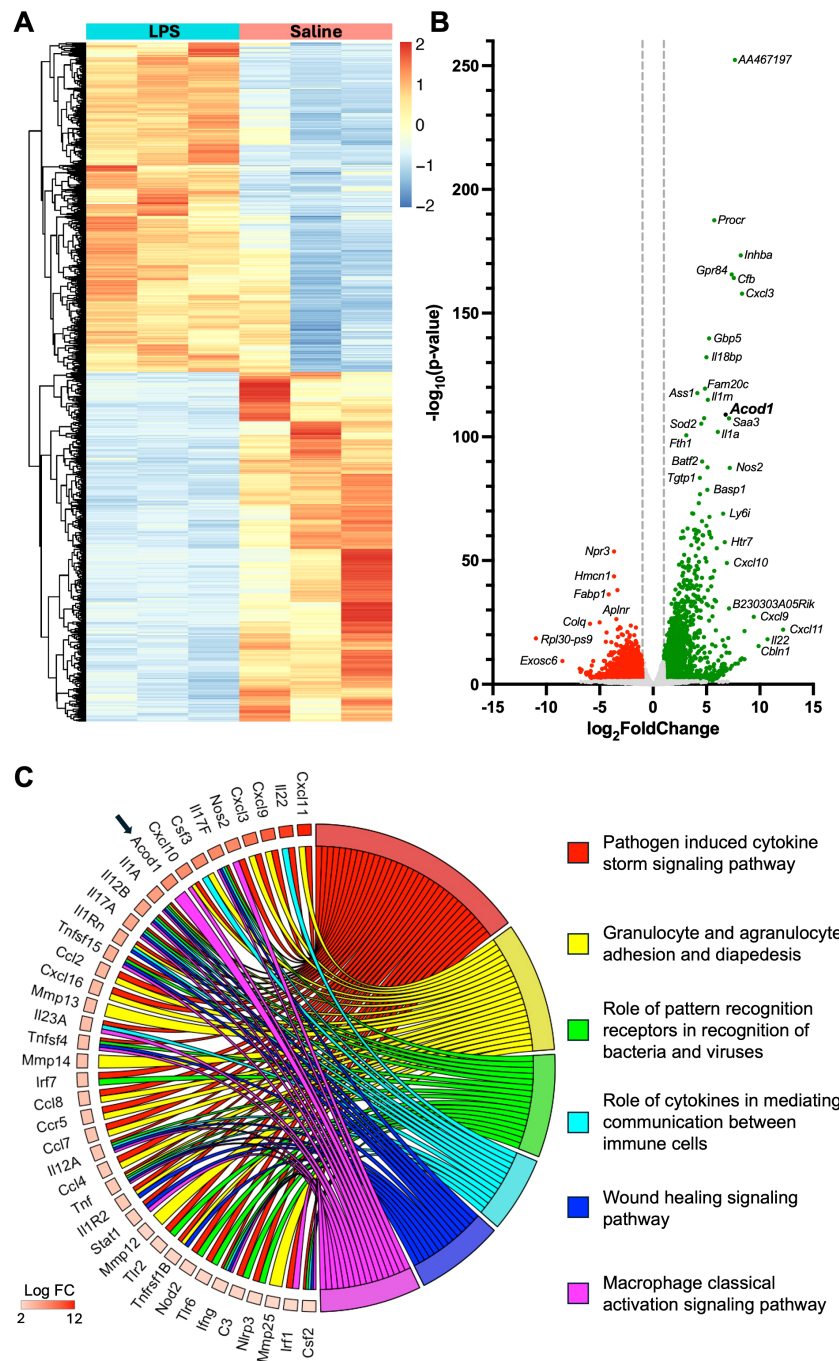 A
LPS
Saline
2
1
0
−1
−2
B
250
200
150
100
50
0
-log10(p-value)
-15
-10
-5
0
5
10
15
log2FoldChange
AA467197
Procr
Inhba
Gpr84
Cfb
Cxcl3
Gbp5
Il18bp
Fam20c
Ass1
Il1rn
Acod1
Saa3
Sod2
Il1a
Fth1
Batf2
Nos2
Tgtp1
Basp1
Ly6i
Htr7
Npr3
Cxcl10
Hmcn1
Fabp1
B230303A05Rik
Aplnr
Cxcl9
Colq
Cxcl11
Rpl30-ps9
Il22
Cbln1
Exosc6
C
Cxcl11
Il22
Cxcl9
Cxcl3
Nos2
Il17F
Csf3
Cxcl10
Acod1
Il1A
Il12B
Il17A
Il1Rn
Tnfsf15
Ccl2
Cxcl16
Mmp13
Il23A
Tnfsf4
Mmp14
Irf7
Ccl8
Ccr5
Ccl7
Il12A
Ccl4
Tnf
Il1R2
Stat1
Mmp12
Tlr2
Tnfrsf1B
Nod2
Tlr6
Ifng
C3
Nlrp3
Mmp25
Irf1
Csf2
Log FC
2
12
Pathogen induced cytokine
storm signaling pathway
Granulocyte and agranulocyte
adhesion and diapedesis
Role of pattern recognition
receptors in recognition of
bacteria and viruses
Role of cytokines in mediating
communication between
immune cells
Wound healing signaling
pathway
Macrophage classical
activation signaling pathway